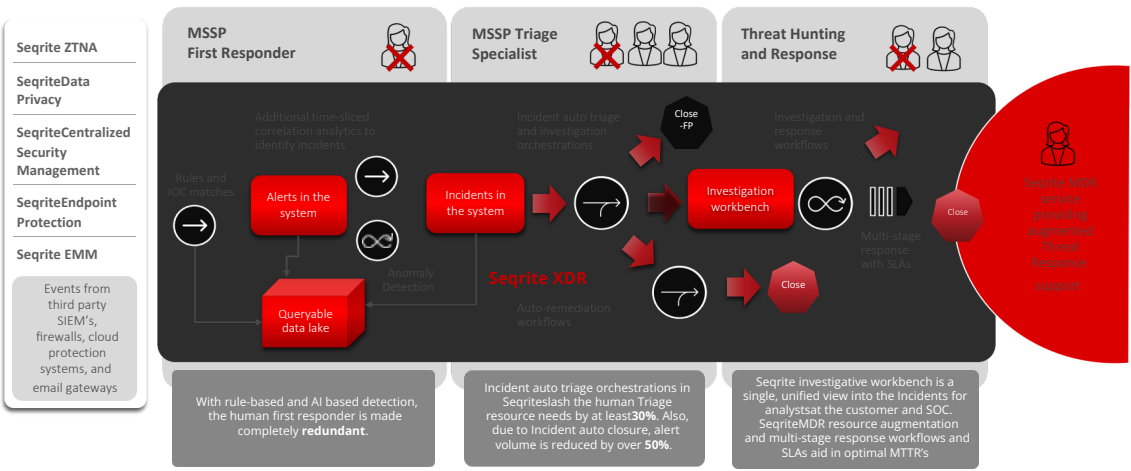 Seqrite ZTNA
SeqriteData
Privacy
SeqriteCentralized
Security
Management
SeqriteEndpoint
Protection
Seqrite EMM
Events from
third party
SIEM's,
firewalls, cloud
protection
systems, and
email gateways
MSSP
First Responder
MSSP Triage
Specialist
Threat Hunting
and Response
Additional time-sliced
correlation analytics to
identify incidents
Rules and
IOC matches
Alerts in the
system
Anomaly
Detection
Queryable
data lake
Incidents in
the system
Incident auto triage
and investigation
orchestrations
Close
-FP
Seqrite XDR
Auto-remediation
workflows
Close
Investigation
workbench
Investigation and
response
workflows
Multi-stage
response
with SLAs
Close
Seqrite MDR
service
providing
augmented
Threat
Response
With rule-based and AI based detection,
the human first responder is made
completely redundant.
Incident auto triage orchestrations in
Seqriteslash the human Triage
resource needs by at least30%. Also,
due to Incident auto closure, alert
volume is reduced by over 50%.
Seqrite investigative workbench is a
single, unified view into the Incidents for
analystsat the customer and SOC.
SeqriteMDR resource augmentation
and multi-stage response workflows and
SLAs aid in optimal MTTR's